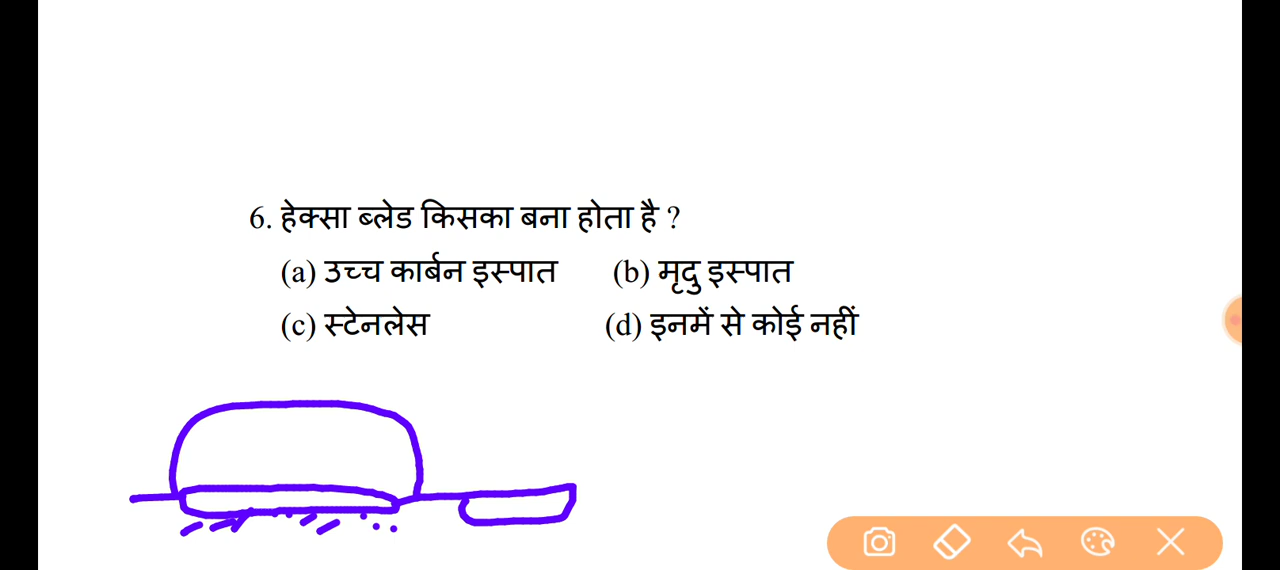 6. हेक्सा ब्लेड किसका बना होता है ?
(a) उच्च कार्बन इस्पात (b) मृदु इस्पात
(c) स्टेनलेस (d) इनमें से कोई नहीं